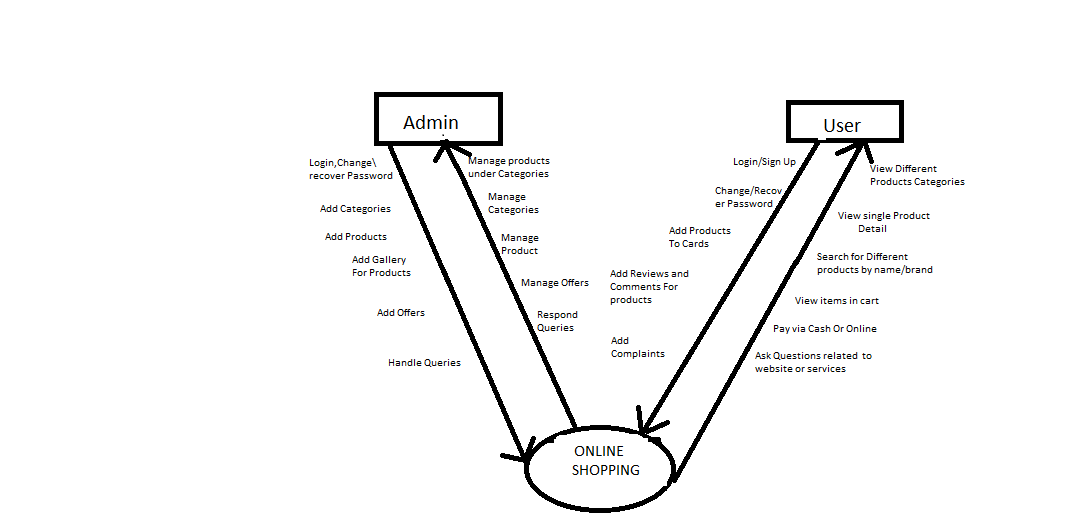 Admin
User
Login,Change\
recover Password
Add Categories
Add Products
Add Gallery
For Products
Add Offers
Handle Queries
Manage products
under Categories
Manage
Categories
Manage
Product
Manage Offers
Respond
Queries
Login/Sign Up
Change/Recov
er Password
Add Products
To Cards
Add Reviews and
Comments For
products
Add
Complaints
View Different
Products Categories
View single Product
Detail
Search for Different
products by name/brand
View items in cart
Pay via Cash Or Online
Ask Questions related to
website or services
ONLINE
SHOPPING